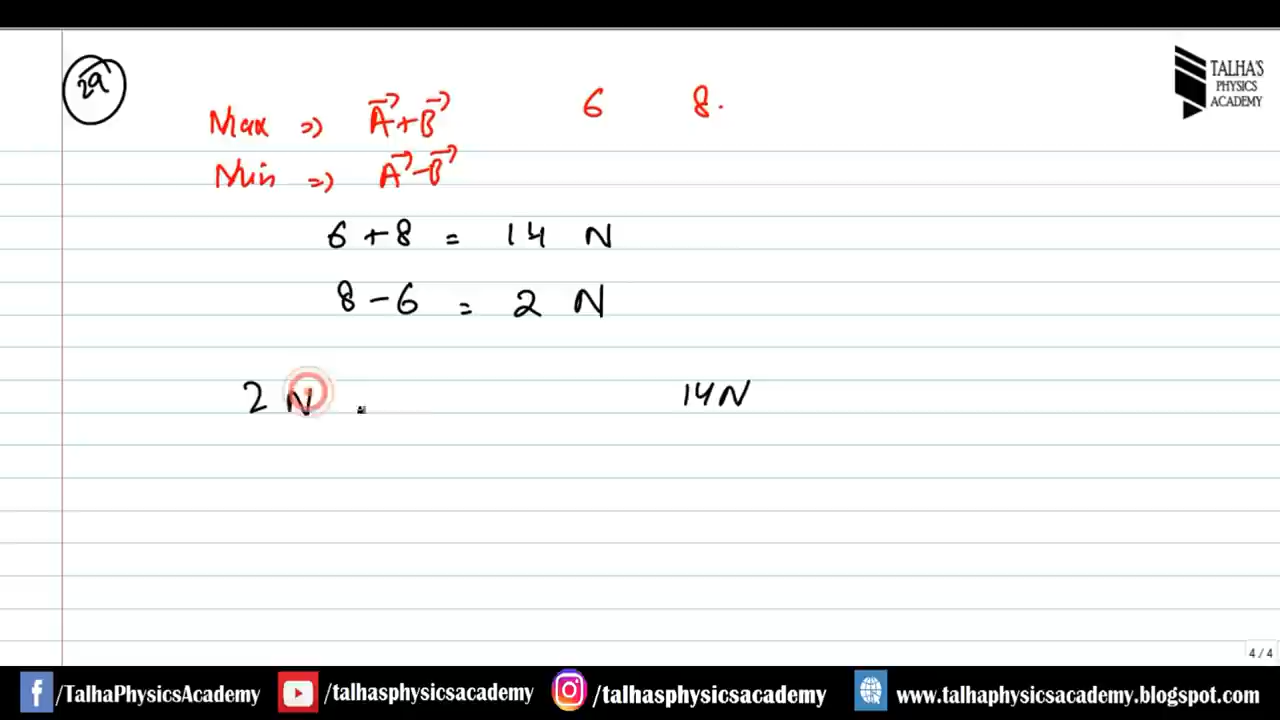 29
TALHA'S
PHYSICS
ACADEMY
Max ⇒ A⃗ + B⃗ 6 8.
Min ⇒ A⃗ - B⃗
6 + 8 = 14 N
8 - 6 = 2 N
2 N 14N
4 / 4
/TalhaPhysicsAcademy /talhasphysicsacademy /talhasphysicsacademy www.talhaphysicsacademy.blogspot.com